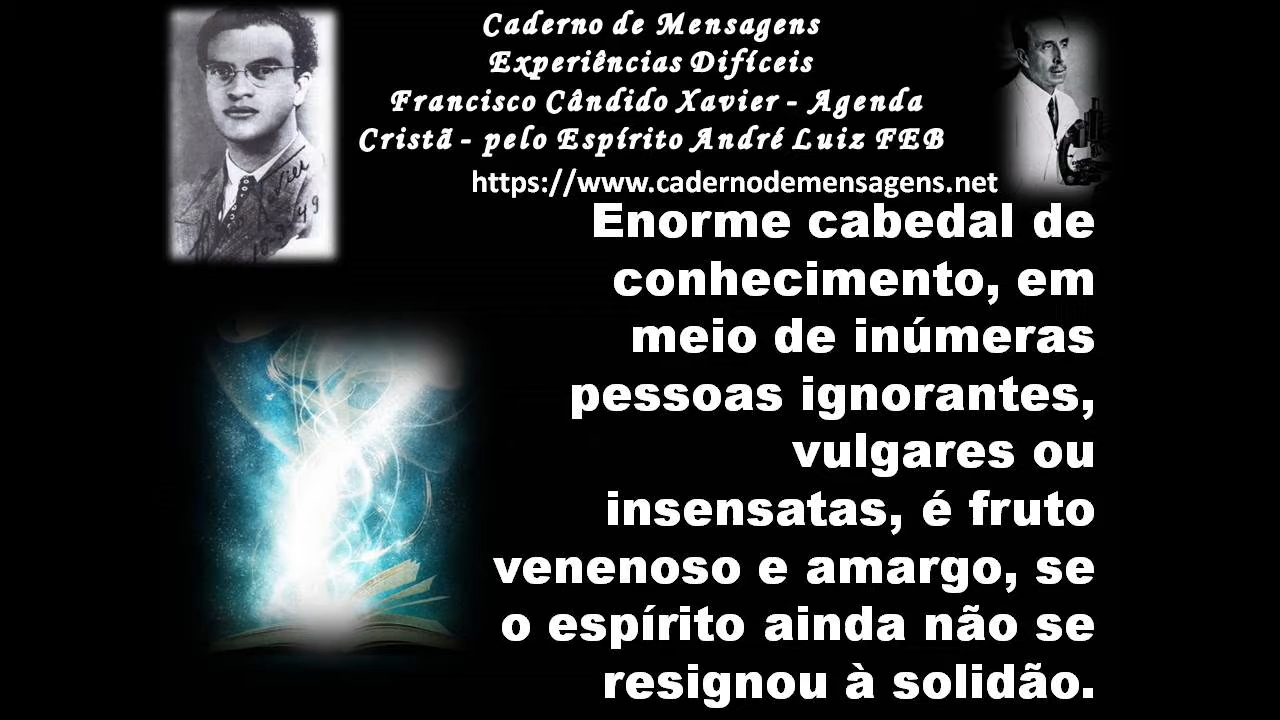 Caderno de Mensagens
Experiências Difíceis
Francisco Cândido Xavier - Agenda
Cristã - pelo Espírito André Luiz FEB
https://www.cadernodemensagens.net
Enorme cabedal de
conhecimento, em
meio de inúmeras
pessoas ignorantes,
vulgares ou
insensatas, é fruto
venenoso e amargo, se
o espírito ainda não se
resignou à solidão.